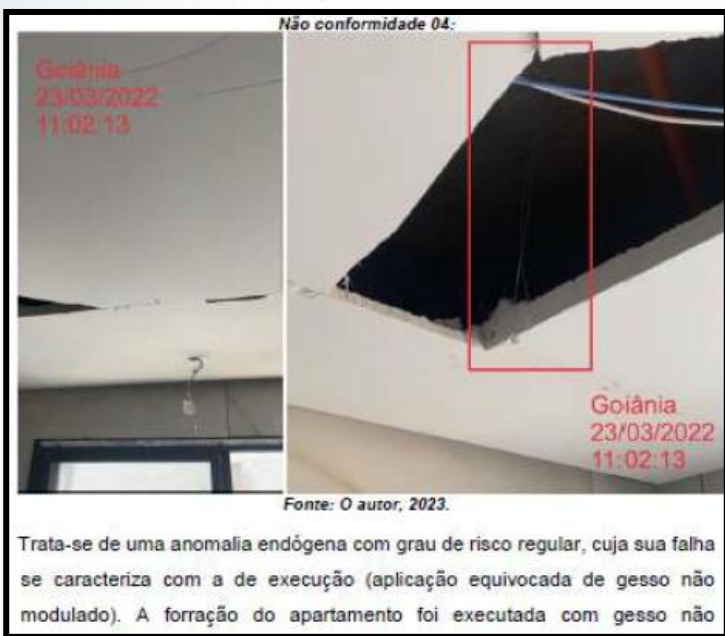 Não conformidade 04:
Goiânia
23/03/2022
11:02:13
Goiânia
23/03/2022
11:02:13
Fonte: O autor, 2023.
Trata-se de uma anomalia endógena com grau de risco regular, cuja sua falha
se caracteriza com a de execução (aplicação equivocada de gesso não
modulado). A forração do apartamento foi executada com gesso não